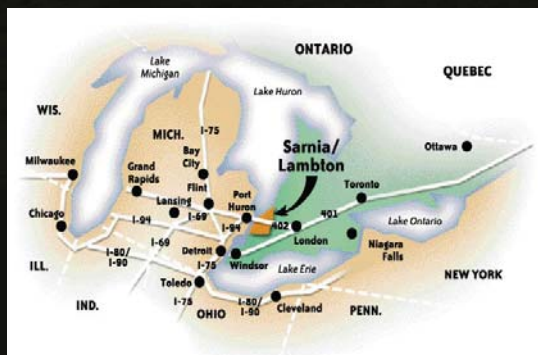 ONTARIO
QUEBEC
Lake
Michigan
Lake Huron
WIS.
MICH.
I-75
Bay
City
Sarnia/
Lambton
Ottawa
Milwaukee
Grand
Rapids
Flint
Lansing
I-69
Port
Huron
Toronto
Chicago
I-94
I-94
402
401
London
Lake Ontario
I-69
Detroit
Windsor
Niagara
Falls
I-80/
I-90
I-75
Lake Erie
ILL.
NEW YORK
Toledo
IND.
I-75
OHIO
I-80/
I-90
Cleveland
PENN.